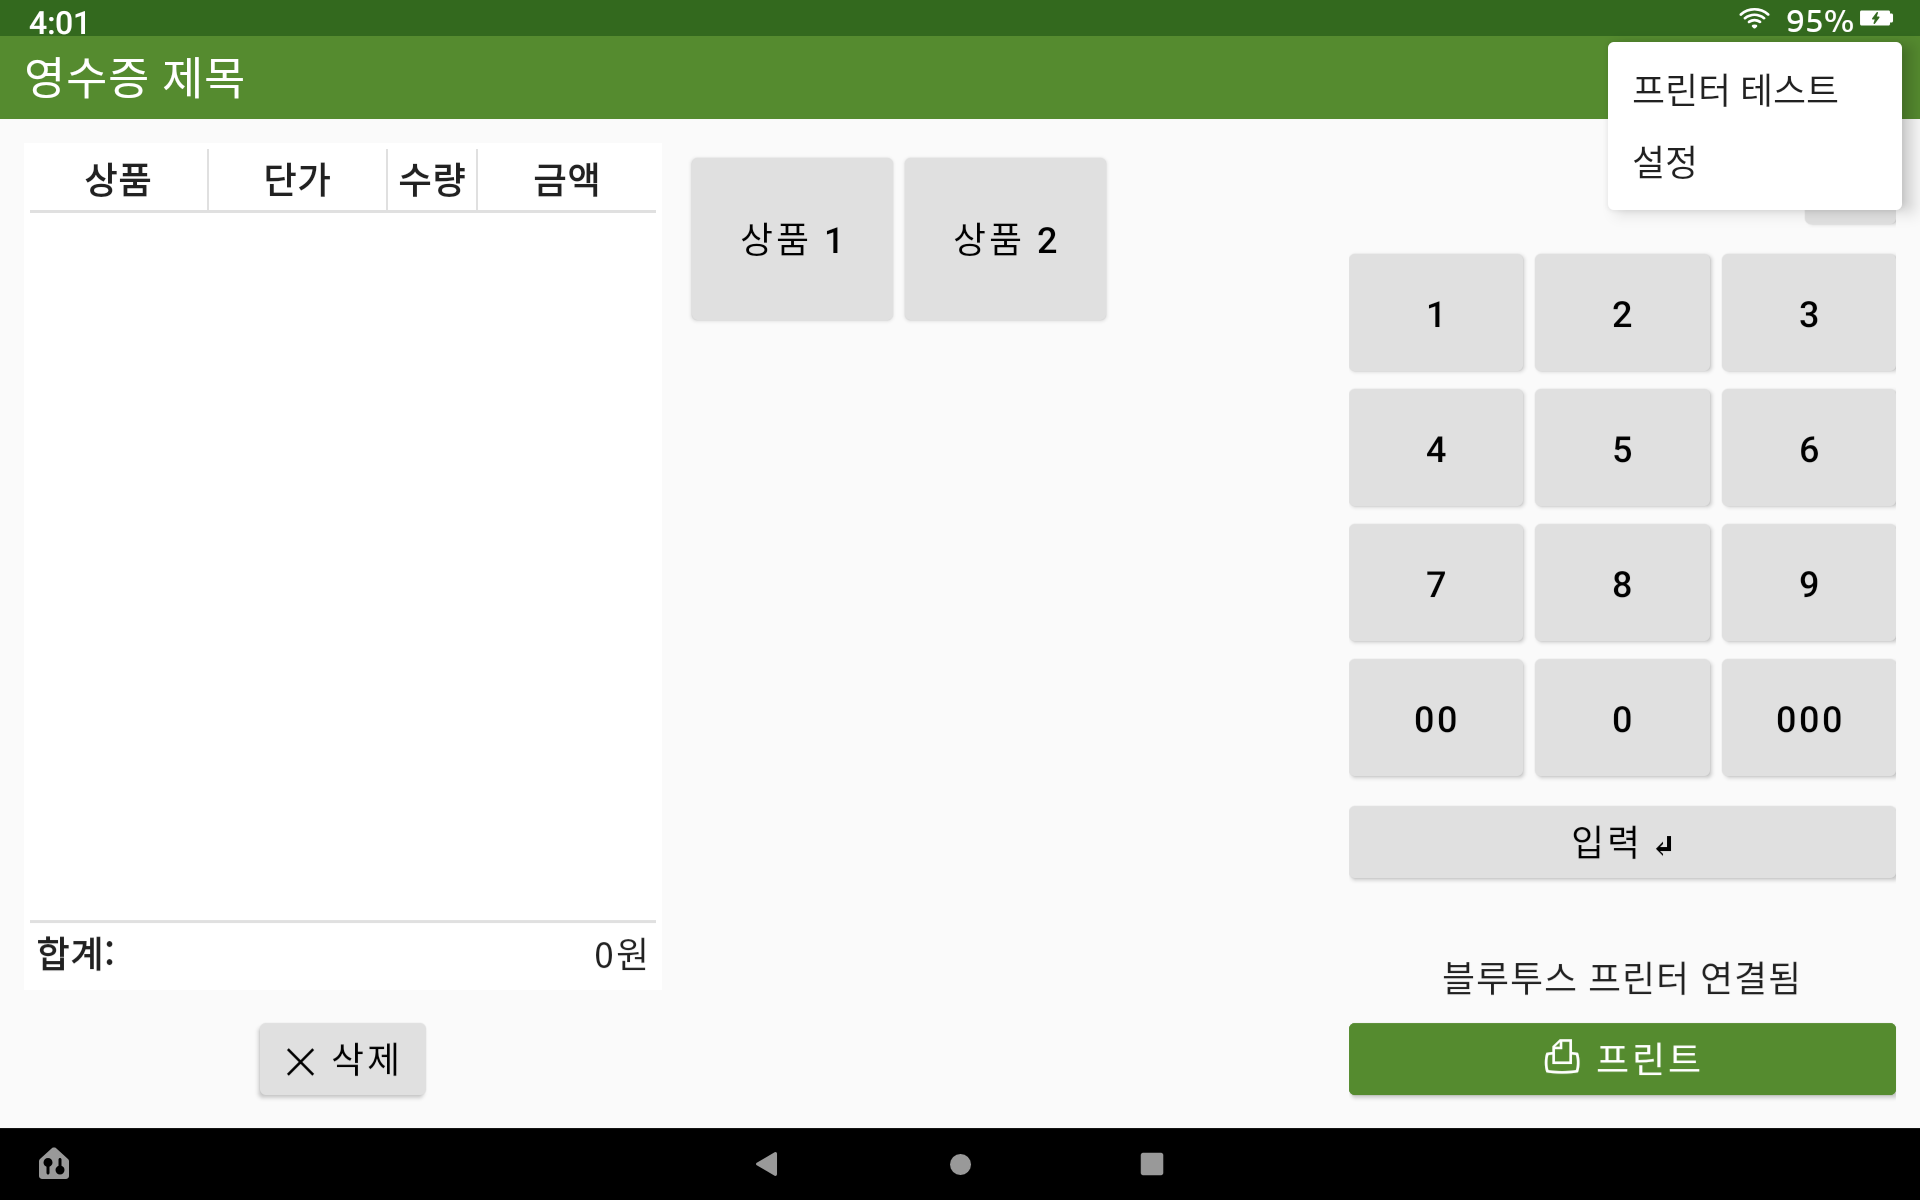 4:01
95%
영수증 제목
프린터 테스트
설정
상품 단가 수량 금액
상품 1
상품 2
1 2 3
4 5 6
7 8 9
00 0 000
입력 ↲
합계: 0원
블루투스 프린터 연결됨
삭제
프린트